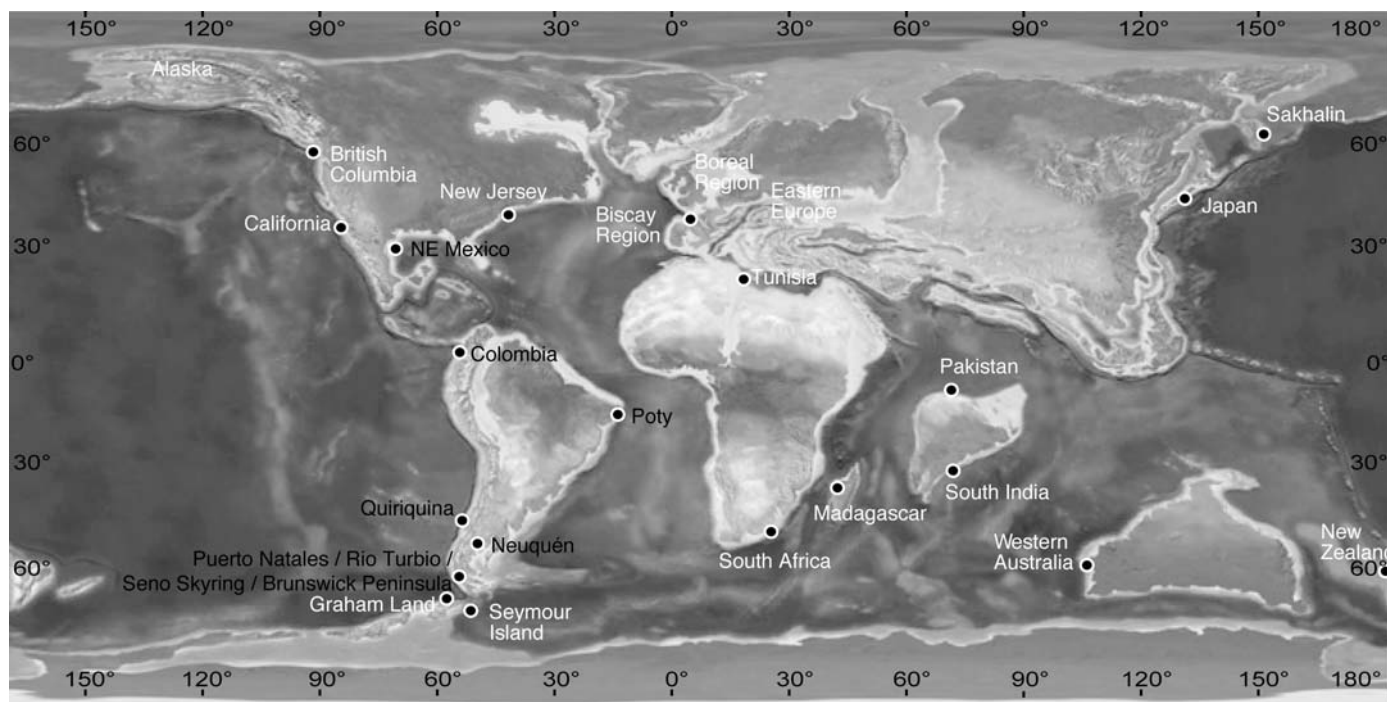 150° 120° 90° 60° 30° 0° 30° 60° 90° 120° 150° 180°
Alaska
Sakhalin
60° 60°
British
Columbia
Boreal
Region
New Jersey
Eastern
Europe
Japan
Biscay
Region
California
30° 30°
NE Mexico
Tunisia
Colombia
0° 0°
Pakistan
Poty
30° 30°
South India
Quiriquina
Madagascar
Neuquén
South Africa
Western
Australia
New
Zealand
Puerto Natales / Rio Turbio /
Seno Skyring / Brunswick Peninsula
60° 60°
Graham Land
Seymour
Island
150° 120° 90° 60° 30° 0° 30° 60° 90° 120° 150° 180°